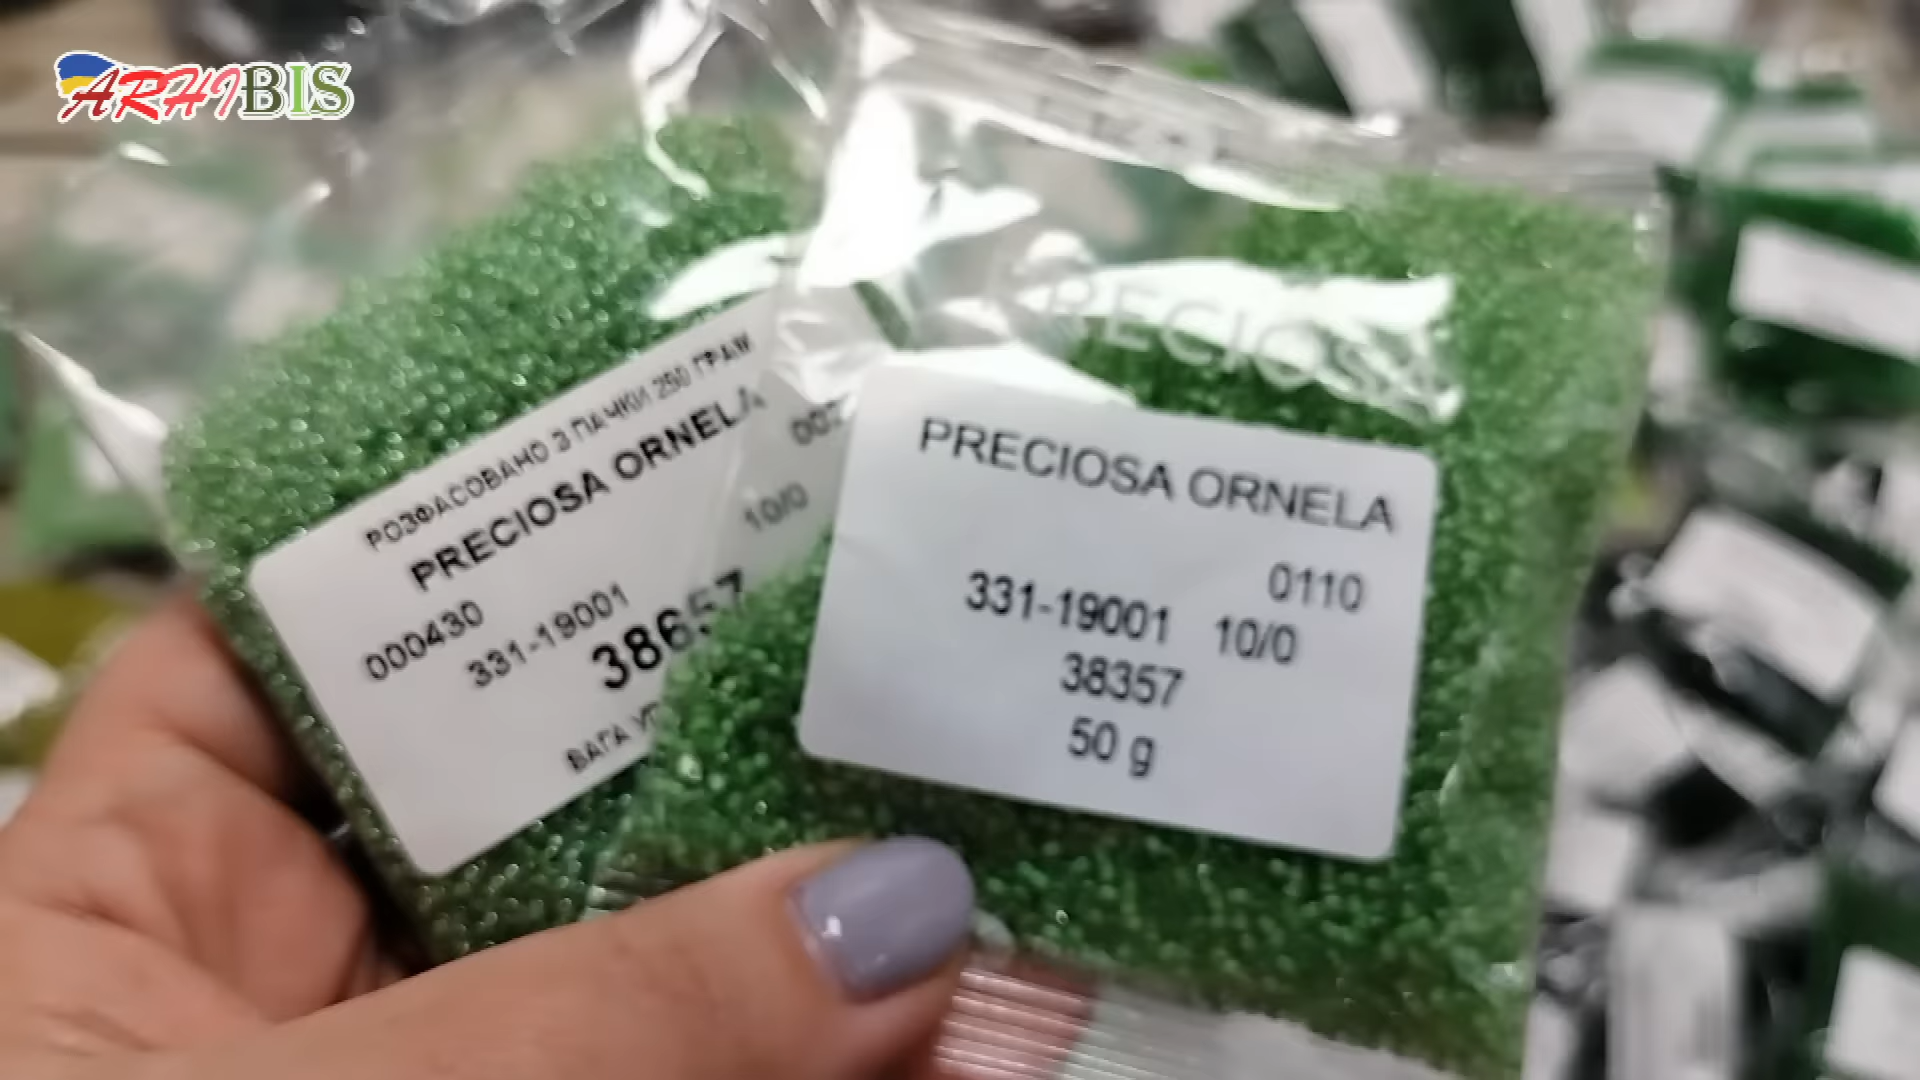 ARHIBIS
РОЗФАСОВАНО З ПАЧКИ 250 ГРАМ
PRECIOSA ORNELA
000430
331-19001
10/0
38657
ВАГА
PRECIOSA
PRECIOSA ORNELA
0110
331-19001 10/0
38357
50 g